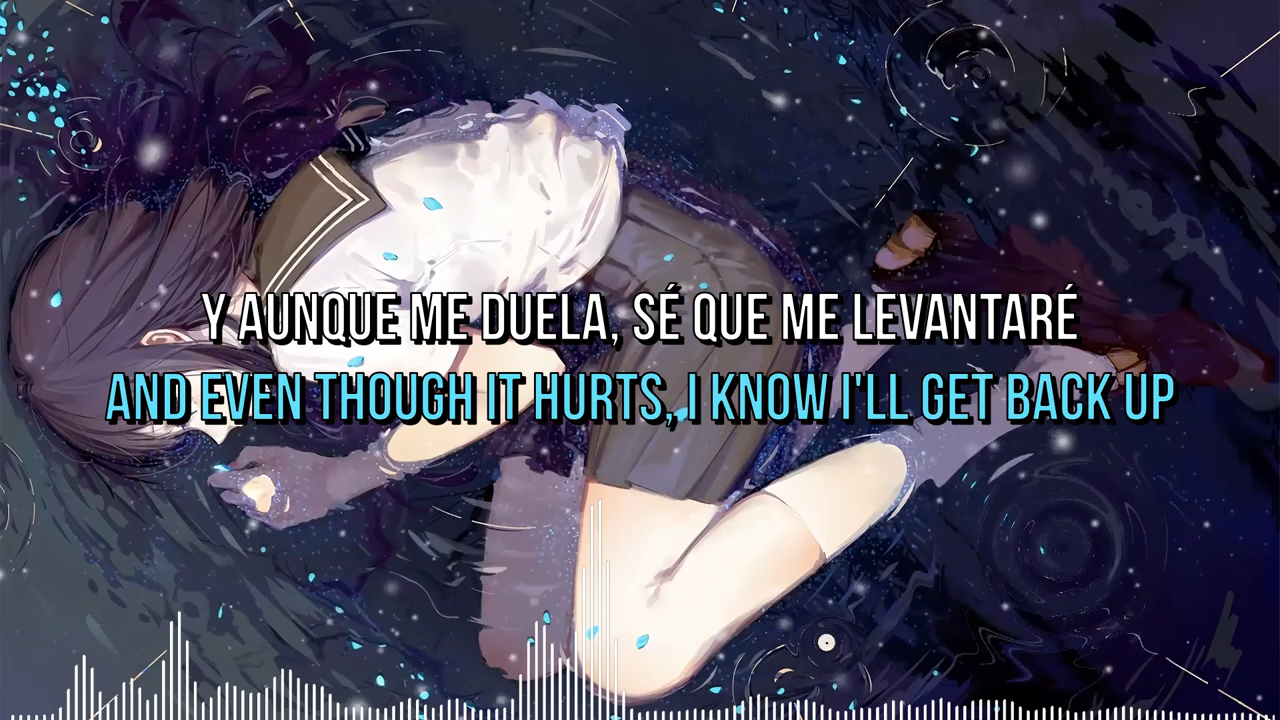 Y AUNQUE ME DUELA, SÉ QUE ME LEVANTARÉ
AND EVEN THOUGH IT HURTS, I KNOW I'LL GET BACK UP